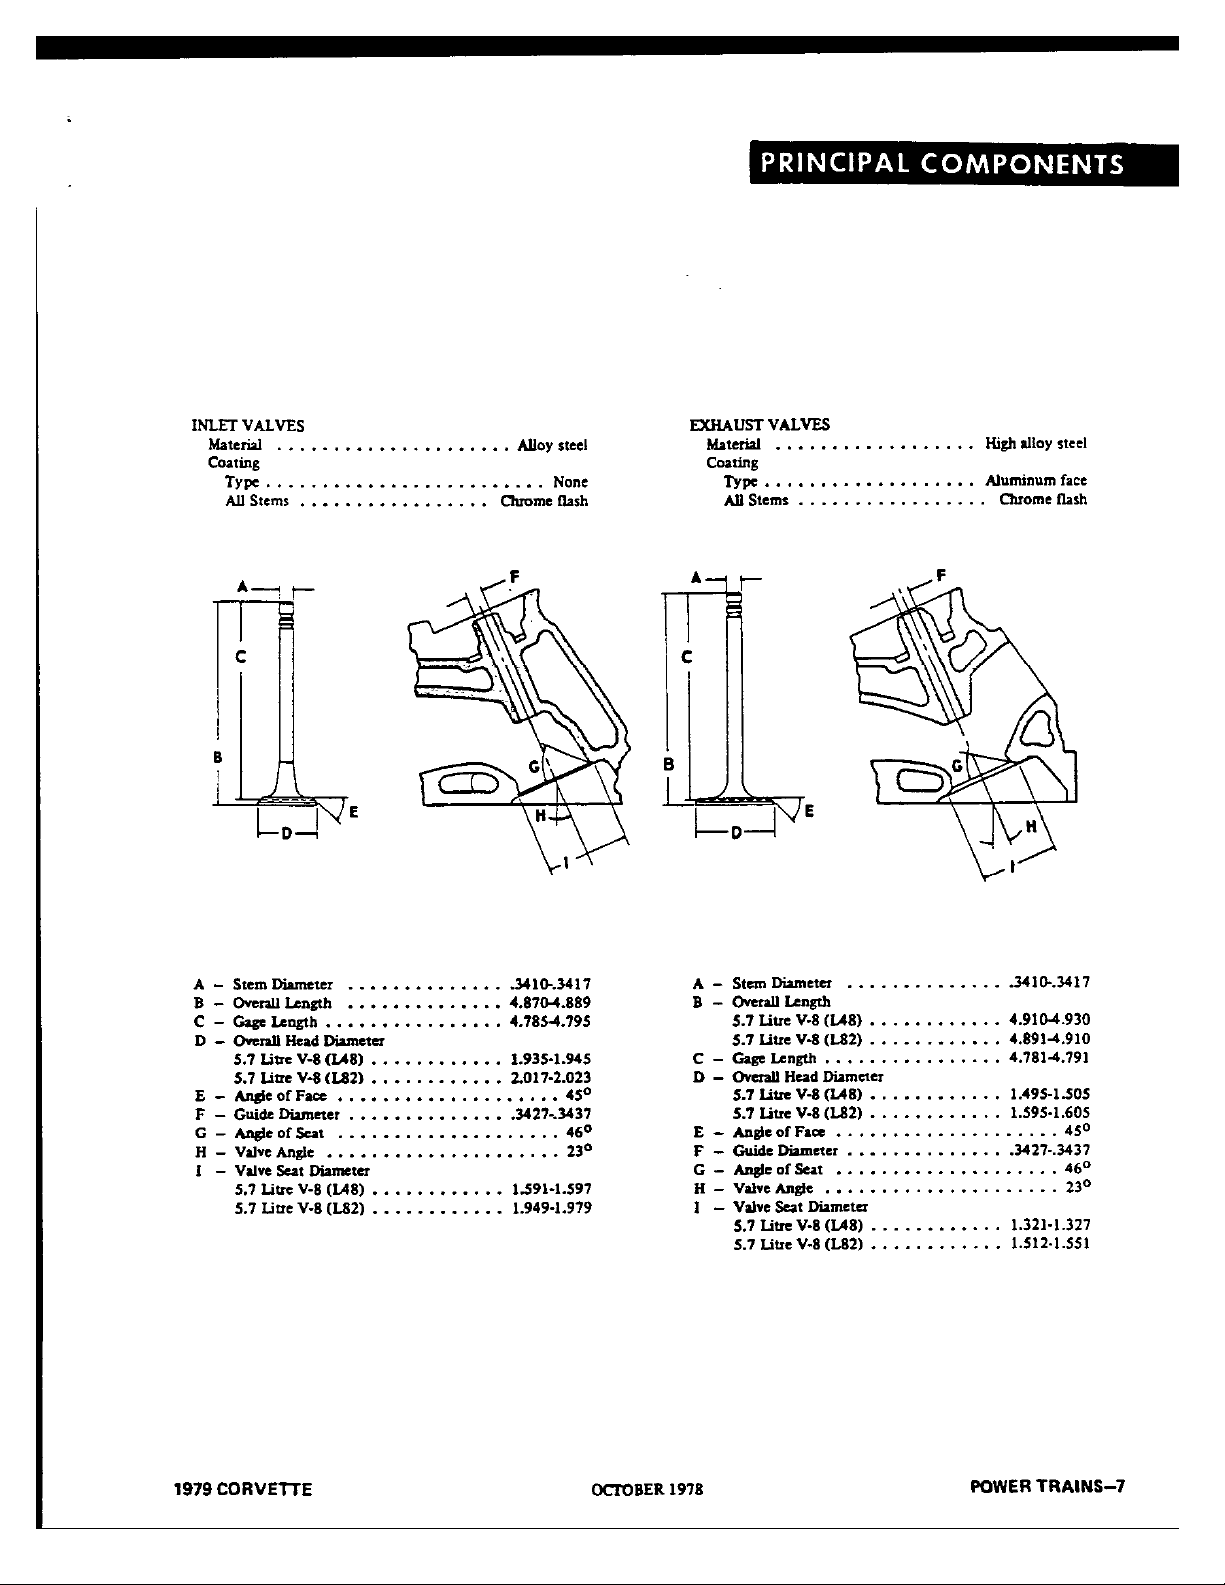 PRINCIPAL COMPONENTS
INLET VALVES
Material . . . . . . . . . . . . . . . . . . . . . Alloy steel
Coating
Type . . . . . . . . . . . . . . . . . . . . . . . . . None
All Stems . . . . . . . . . . . . . . . . . Chrome flash
EXHAUST VALVES
Material . . . . . . . . . . . . . . . . . . High alloy steel
Coating
Type . . . . . . . . . . . . . . . . . . . Aluminum face
All Stems . . . . . . . . . . . . . . . . . Chrome flash
A
C
B
D
E
F
G
H
I
A
C
B
D
E
F
G
H
I
A – Stem Diameter . . . . . . . . . . . . . . .3410-.3417
B – Overall Length . . . . . . . . . . . . . . 4.870-4.889
C – Gage Length . . . . . . . . . . . . . . . . 4.785-4.795
D – Overall Head Diameter
5.7 Litre V-8 (L48) . . . . . . . . . . . . 1.935-1.945
5.7 Litre V-8 (L82) . . . . . . . . . . . . 2.017-2.023
E – Angle of Face . . . . . . . . . . . . . . . . . . . . 45°
F – Guide Diameter . . . . . . . . . . . . . . .3427-.3437
G – Angle of Seat . . . . . . . . . . . . . . . . . . . . 46°
H – Valve Angle . . . . . . . . . . . . . . . . . . . . . 23°
I – Valve Seat Diameter
5.7 Litre V-8 (L48) . . . . . . . . . . . . 1.591-1.597
5.7 Litre V-8 (L82) . . . . . . . . . . . . 1.949-1.979
A – Stem Diameter . . . . . . . . . . . . . . .3410-.3417
B – Overall Length
5.7 Litre V-8 (L48) . . . . . . . . . . . . 4.910-4.930
5.7 Litre V-8 (L82) . . . . . . . . . . . . 4.891-4.910
C – Gage Length . . . . . . . . . . . . . . . . 4.781-4.791
D – Overall Head Diameter
5.7 Litre V-8 (L48) . . . . . . . . . . . . 1.495-1.505
5.7 Litre V-8 (L82) . . . . . . . . . . . . 1.595-1.605
E – Angle of Face . . . . . . . . . . . . . . . . . . . . 45°
F – Guide Diameter . . . . . . . . . . . . . . .3427-.3437
G – Angle of Seat . . . . . . . . . . . . . . . . . . . . 46°
H – Valve Angle . . . . . . . . . . . . . . . . . . . . . 23°
I – Valve Seat Diameter
5.7 Litre V-8 (L48) . . . . . . . . . . . . 1.321-1.327
5.7 Litre V-8 (L82) . . . . . . . . . . . . 1.512-1.551
1979 CORVETTE
OCTOBER 1978
POWER TRAINS–7